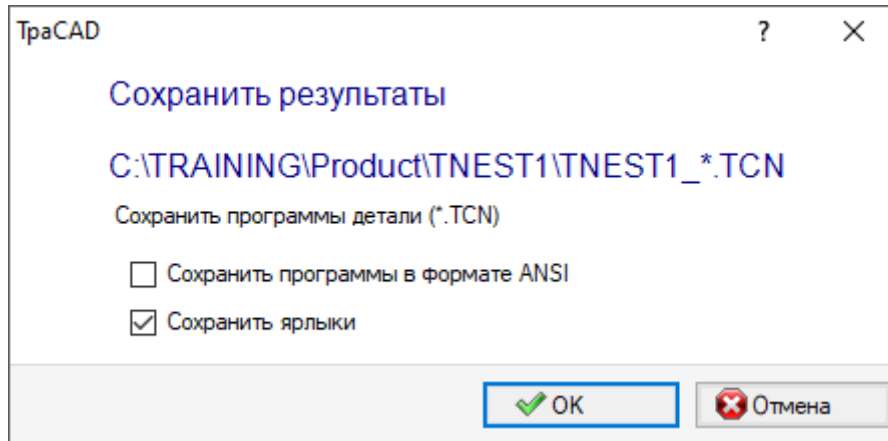 TpaCAD ?
Сохранить результаты
C:\TRAINING\Product\TNEST1\TNEST1_*.TCN
Сохранить программы детали (*.TCN)
Сохранить программы в формате ANSI
Сохранить ярлыки
OK Отмена